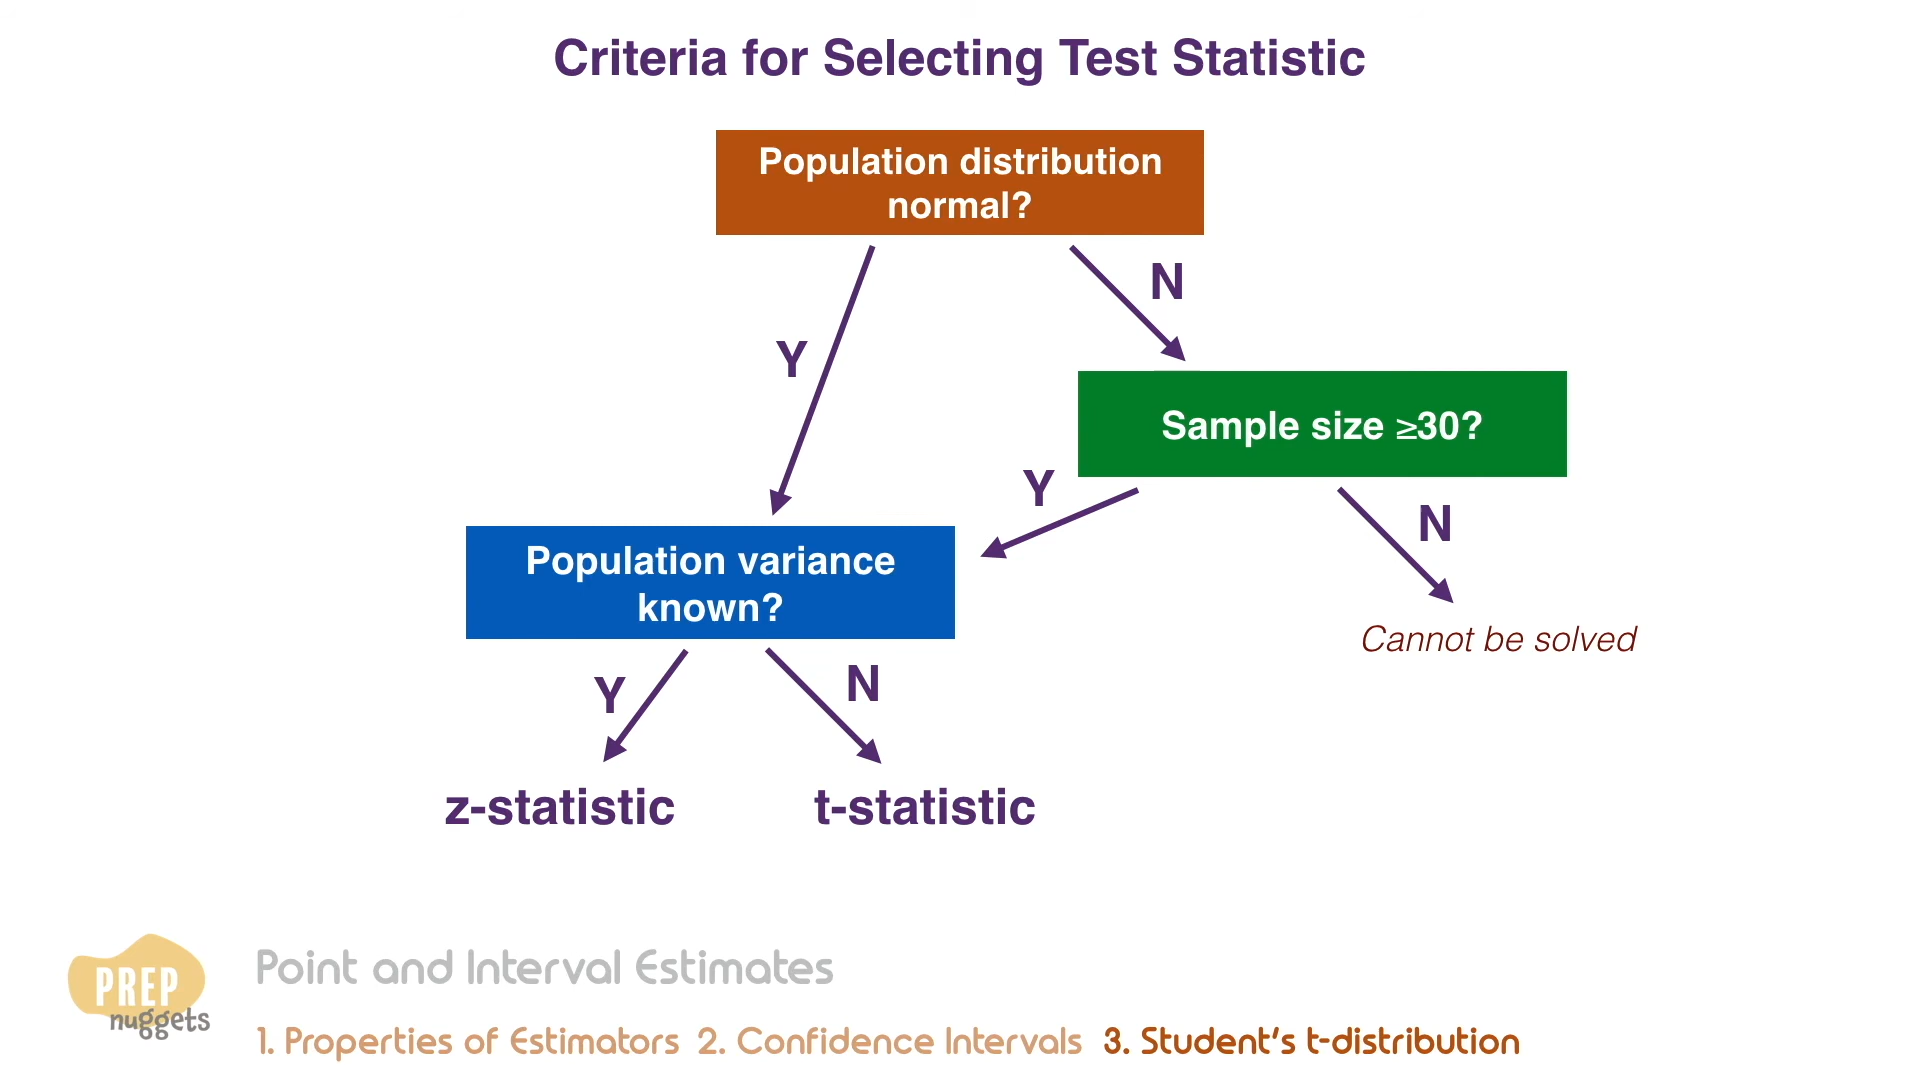 Criteria for Selecting Test Statistic
Population distribution
normal?
N
Y
Sample size ≥30?
Y
N
Population variance
known?
Cannot be solved
Y
N
z-statistic
t-statistic
PREP
nuggets
Point and Interval Estimates
1. Properties of Estimators 2. Confidence Intervals 3. Student's t-distribution